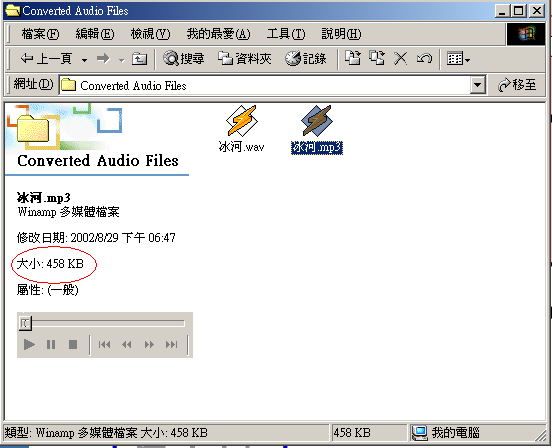 Converted Audio Files
檔案(F) 編輯(E) 檢視(V) 我的最愛(A) 工具(T) 說明(H)
上一頁 搜尋 資料夾 記錄
網址(D) Converted Audio Files 移至
Converted Audio Files
冰河.wav
冰河.mp3
冰河.mp3
Winamp 多媒體檔案
修改日期: 2002/8/29 下午 06:47
大小: 458 KB
屬性: (一般)
類型: Winamp 多媒體檔案 大小: 458 KB 458 KB 我的電腦